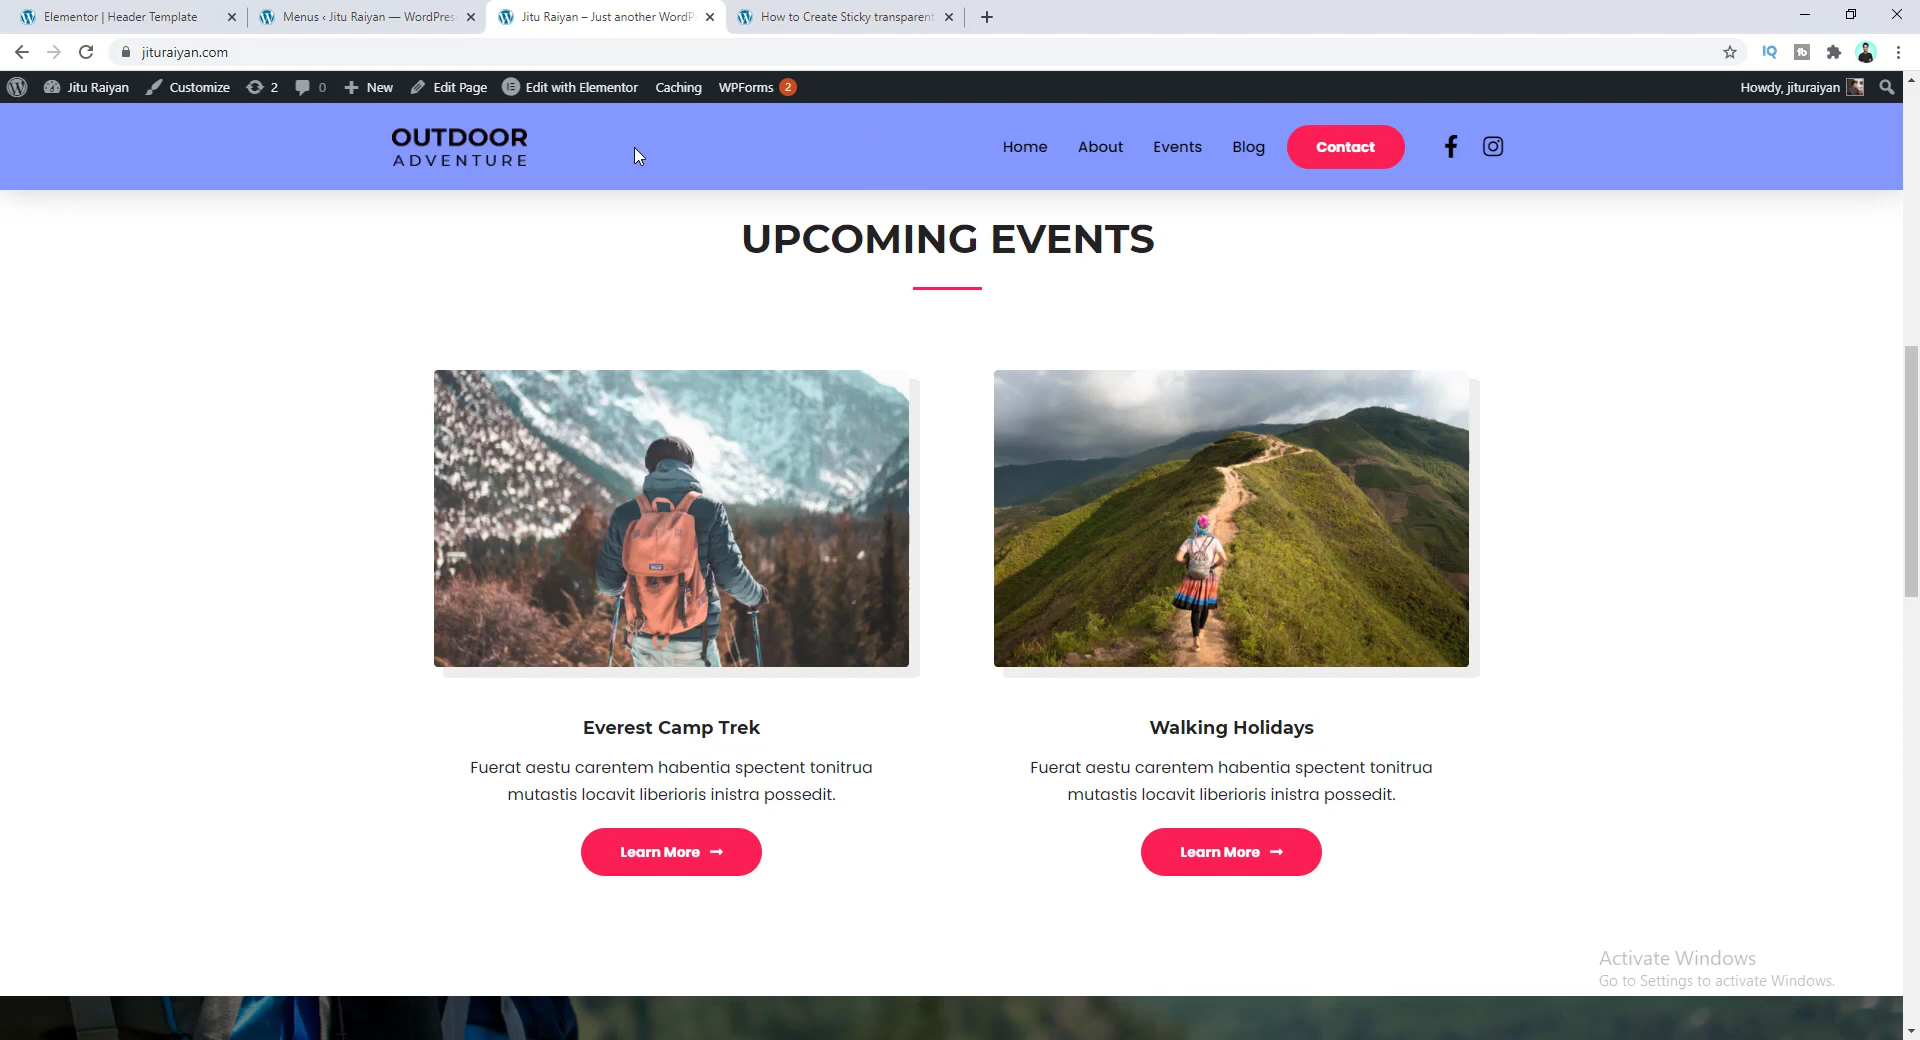 Elementor | Header Template
Menus ‹ Jitu Raiyan — WordPres
Jitu Raiyan – Just another WordP
How to Create Sticky transparent
jituraiyan.com
IQ
Jitu Raiyan
Customize
2
0
New
Edit Page
Edit with Elementor
Caching
WPForms 2
Howdy, jituraiyan
OUTDOOR
ADVENTURE
Home
About
Events
Blog
Contact
UPCOMING EVENTS
Everest Camp Trek
Fuerat aestu carentem habentia spectent tonitrua
mutastis locavit liberioris inistra possedit.
Learn More →
Walking Holidays
Fuerat aestu carentem habentia spectent tonitrua
mutastis locavit liberioris inistra possedit.
Learn More →
Activate Windows
Go to Settings to activate Windows.